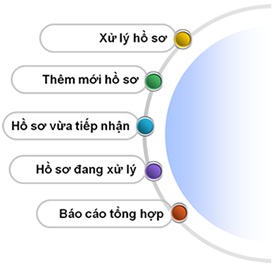 Xử lý hồ sơ
Thêm mới hồ sơ
Hồ sơ vừa tiếp nhận
Hồ sơ đang xử lý
Báo cáo tổng hợp